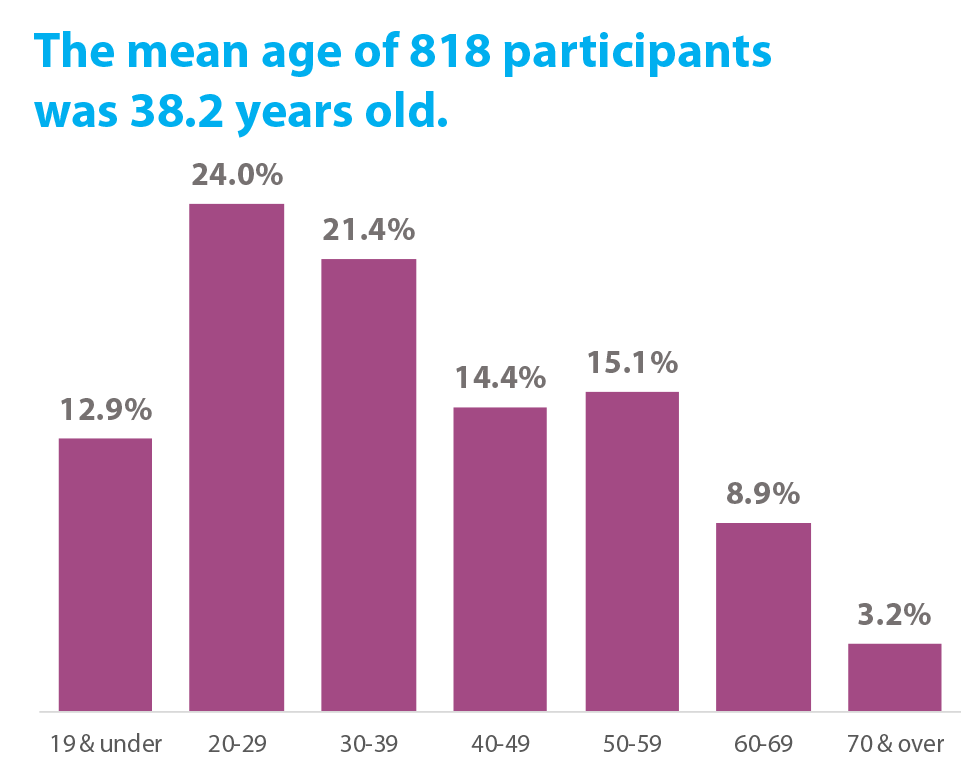 The mean age of 818 participants
was 38.2 years old.
24.0%
21.4%
15.1%
14.4%
12.9%
8.9%
3.2%
19 & under 20-29 30-39 40-49 50-59 60-69 70 & over